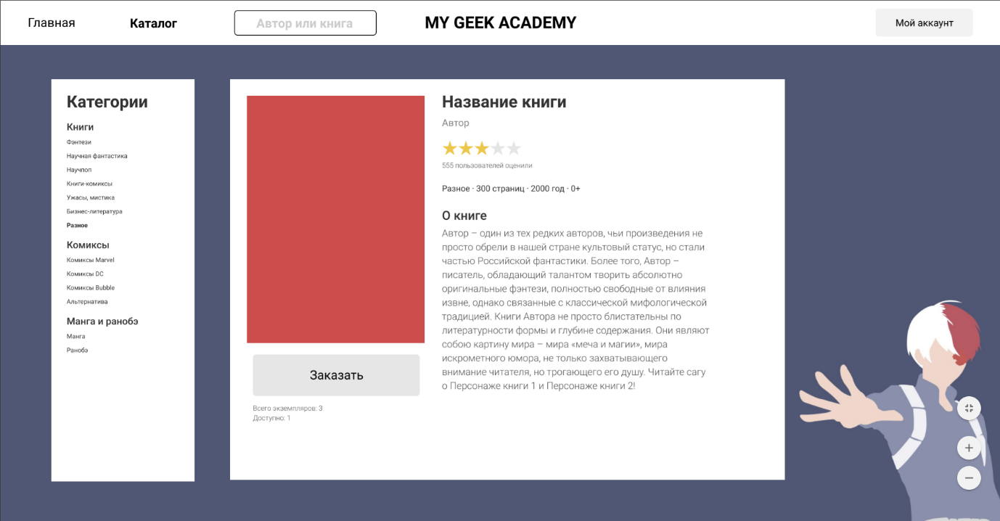 Главная
Каталог
Автор или книга
MY GEEK ACADEMY
Мой аккаунт
Категории
Книги
Фэнтези
Научная фантастика
Научпоп
Книги-комиксы
Ужасы, мистика
Бизнес-литература
Разное
Комиксы
Комиксы Marvel
Комиксы DC
Комиксы Bubble
Альтернатива
Манга и ранобэ
Манга
Ранобэ
Заказать
Всего экземпляров: 3
Доступно: 1
Название книги
Автор
555 пользователей оценили
Разное · 300 страниц · 2000 год · 0+
О книге
Автор – один из тех редких авторов, чьи произведения не
просто обрели в нашей стране культовый статус, но стали
частью Российской фантастики. Более того, Автор –
писатель, обладающий талантом творить абсолютно
оригинальные фэнтези, полностью свободные от влияния
извне, однако связанные с классической мифологической
традицией. Книги Автора не просто блистательны по
литературности формы и глубине содержания. Они являют
собою картину мира – мира «меча и магии», мира
искрометного юмора, не только захватывающего
внимание читателя, но трогающего его душу. Читайте сагу
о Персонаже книги 1 и Персонаже книги 2!